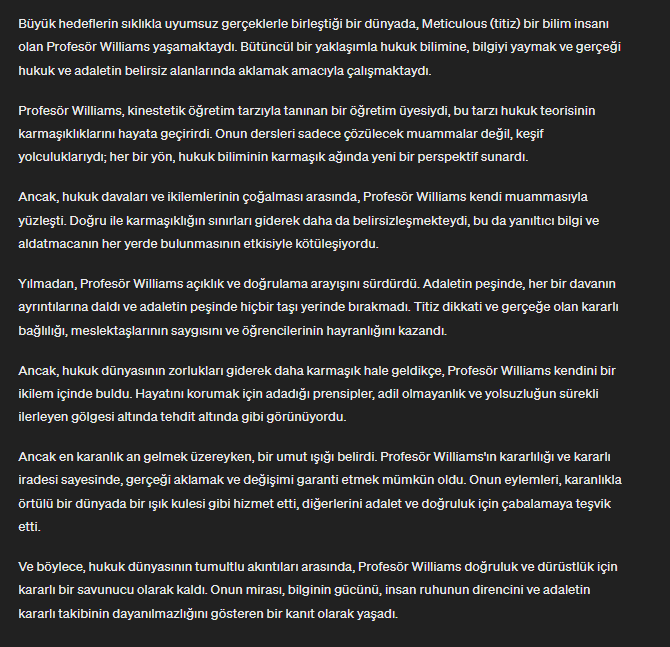 Büyük hedeflerin sıklıkla uyumsuz gerçeklerle birleştiği bir dünyada, Meticulous (titiz) bir bilim insanı
olan Profesör Williams yaşamaktaydı. Bütüncül bir yaklaşımla hukuk bilimine, bilgiyi yaymak ve gerçeği
hukuk ve adaletin belirsiz alanlarında aklamak amacıyla çalışmaktaydı.
Profesör Williams, kinestetik öğretim tarzıyla tanınan bir öğretim üyesiydi, bu tarzı hukuk teorisinin
karmaşıklıklarını hayata geçirirdi. Onun dersleri sadece çözülecek muammalar değil, keşif
yolculuklarıydı; her bir yön, hukuk biliminin karmaşık ağında yeni bir perspektif sunardı.
Ancak, hukuk davaları ve ikilemlerinin çoğalması arasında, Profesör Williams kendi muammasıyla
yüzleşti. Doğru ile karmaşıklığın sınırları giderek daha da belirsizleşmekteydi, bu da yanıltıcı bilgi ve
aldatmacanın her yerde bulunmasının etkisiyle kötüleşiyordu.
Yılmadan, Profesör Williams açıklık ve doğrulama arayışını sürdürdü. Adaletin peşinde, her bir davanın
ayrıntılarına daldı ve adaletin peşinde hiçbir taşı yerinde bırakmadı. Titiz dikkati ve gerçeğe olan kararlı
bağlılığı, meslektaşlarının saygısını ve öğrencilerinin hayranlığını kazandı.
Ancak, hukuk dünyasının zorlukları giderek daha karmaşık hale geldikçe, Profesör Williams kendini bir
ikilem içinde buldu. Hayatını korumak için adadığı prensipler, adil olmayanlık ve yolsuzluğun sürekli
ilerleyen gölgesi altında tehdit altında gibi görünüyordu.
Ancak en karanlık an gelmek üzereyken, bir umut ışığı belirdi. Profesör Williams'ın kararlılığı ve kararlı
iradesi sayesinde, gerçeği aklamak ve değişimi garanti etmek mümkün oldu. Onun eylemleri, karanlıkla
örtülü bir dünyada bir ışık kulesi gibi hizmet etti, diğerlerini adalet ve doğruluk için çabalamaya teşvik
etti.
Ve böylece, hukuk dünyasının tumultlu akıntıları arasında, Profesör Williams doğruluk ve dürüstlük için
kararlı bir savunucu olarak kaldı. Onun mirası, bilginin gücünü, insan ruhunun direncini ve adaletin
kararlı takibinin dayanılmazlığını gösteren bir kanıt olarak yaşadı.